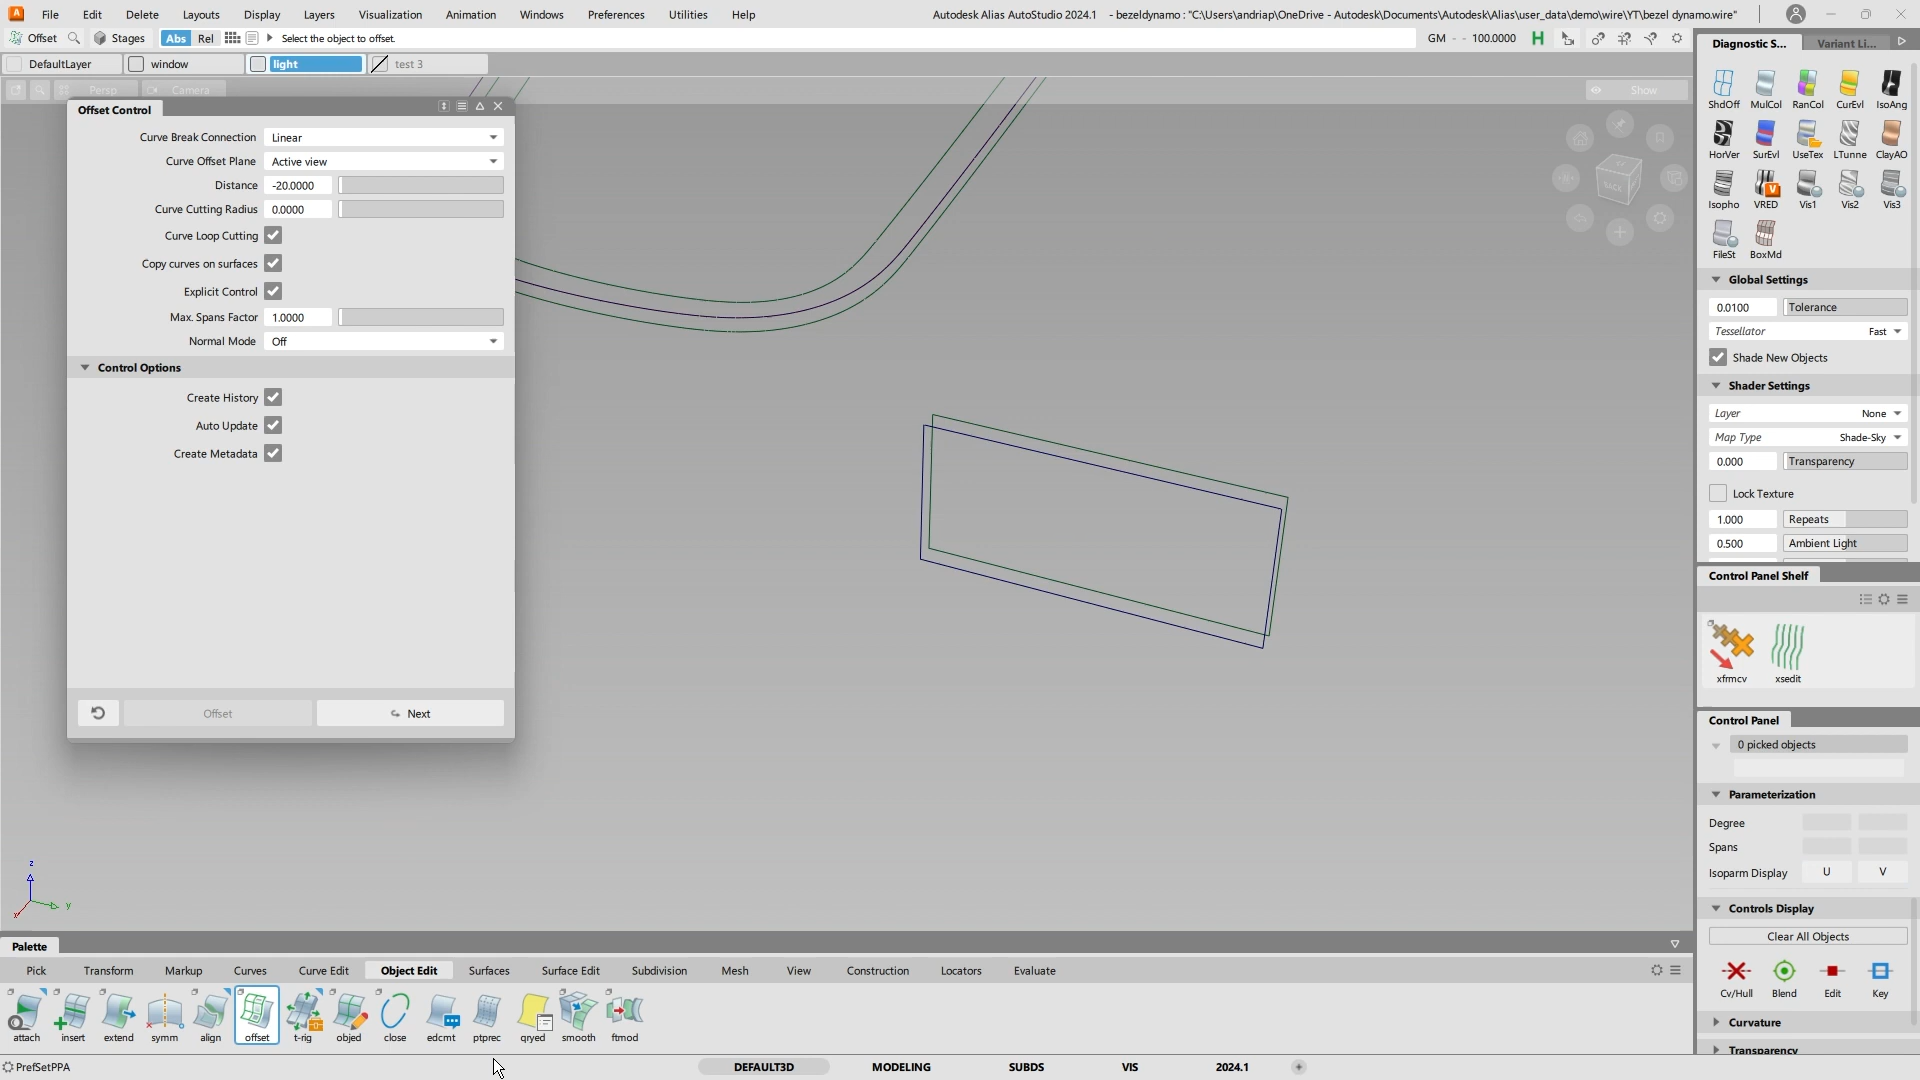 File Edit Delete Layouts Display Layers Visualization Animation Windows Preferences Utilities Help Autodesk Alias AutoStudio 2024.1 - bezeldynamo : "C:\Users\andriap\OneDrive - Autodesk\Documents\Autodesk\Alias\user_data\demo\wire\YT\bezel dynamo.wire"
Offset Stages Abs Rel Select the object to offset. GM - - 100.0000 H
DefaultLayer window light test 3
Persp Camera Show
Offset Control
Curve Break Connection Linear
Curve Offset Plane Active view
Distance -20.0000
Curve Cutting Radius 0.0000
Curve Loop Cutting
Copy curves on surfaces
Explicit Control
Max. Spans Factor 1.0000
Normal Mode Off
Control Options
Create History
Auto Update
Create Metadata
Offset Next
BACK
z
y
x
Diagnostic S... Variant Li...
ShdOff MulCol RanCol CurEvl IsoAng
HorVer SurEvl UseTex LTunne ClayAO
Isopho VRED Vis1 Vis2 Vis3
FileSt BoxMd
Global Settings
0.0100 Tolerance
Tessellator Fast
Shade New Objects
Shader Settings
Layer None
Map Type Shade-Sky
0.000 Transparency
Lock Texture
1.000 Repeats
0.500 Ambient Light
Control Panel Shelf
xfrmcv xsedit
Control Panel
0 picked objects
Parameterization
Degree
Spans
Isoparm Display U V
Controls Display
Clear All Objects
Cv/Hull Blend Edit Key
Curvature
Transparency
Palette
Pick Transform Markup Curves Curve Edit Object Edit Surfaces Surface Edit Subdivision Mesh View Construction Locators Evaluate
attach insert extend symm align offset t-rig objed close edcmt ptprec qryed smooth ftmod
PrefSetPPA DEFAULT3D MODELING SUBDS VIS 2024.1